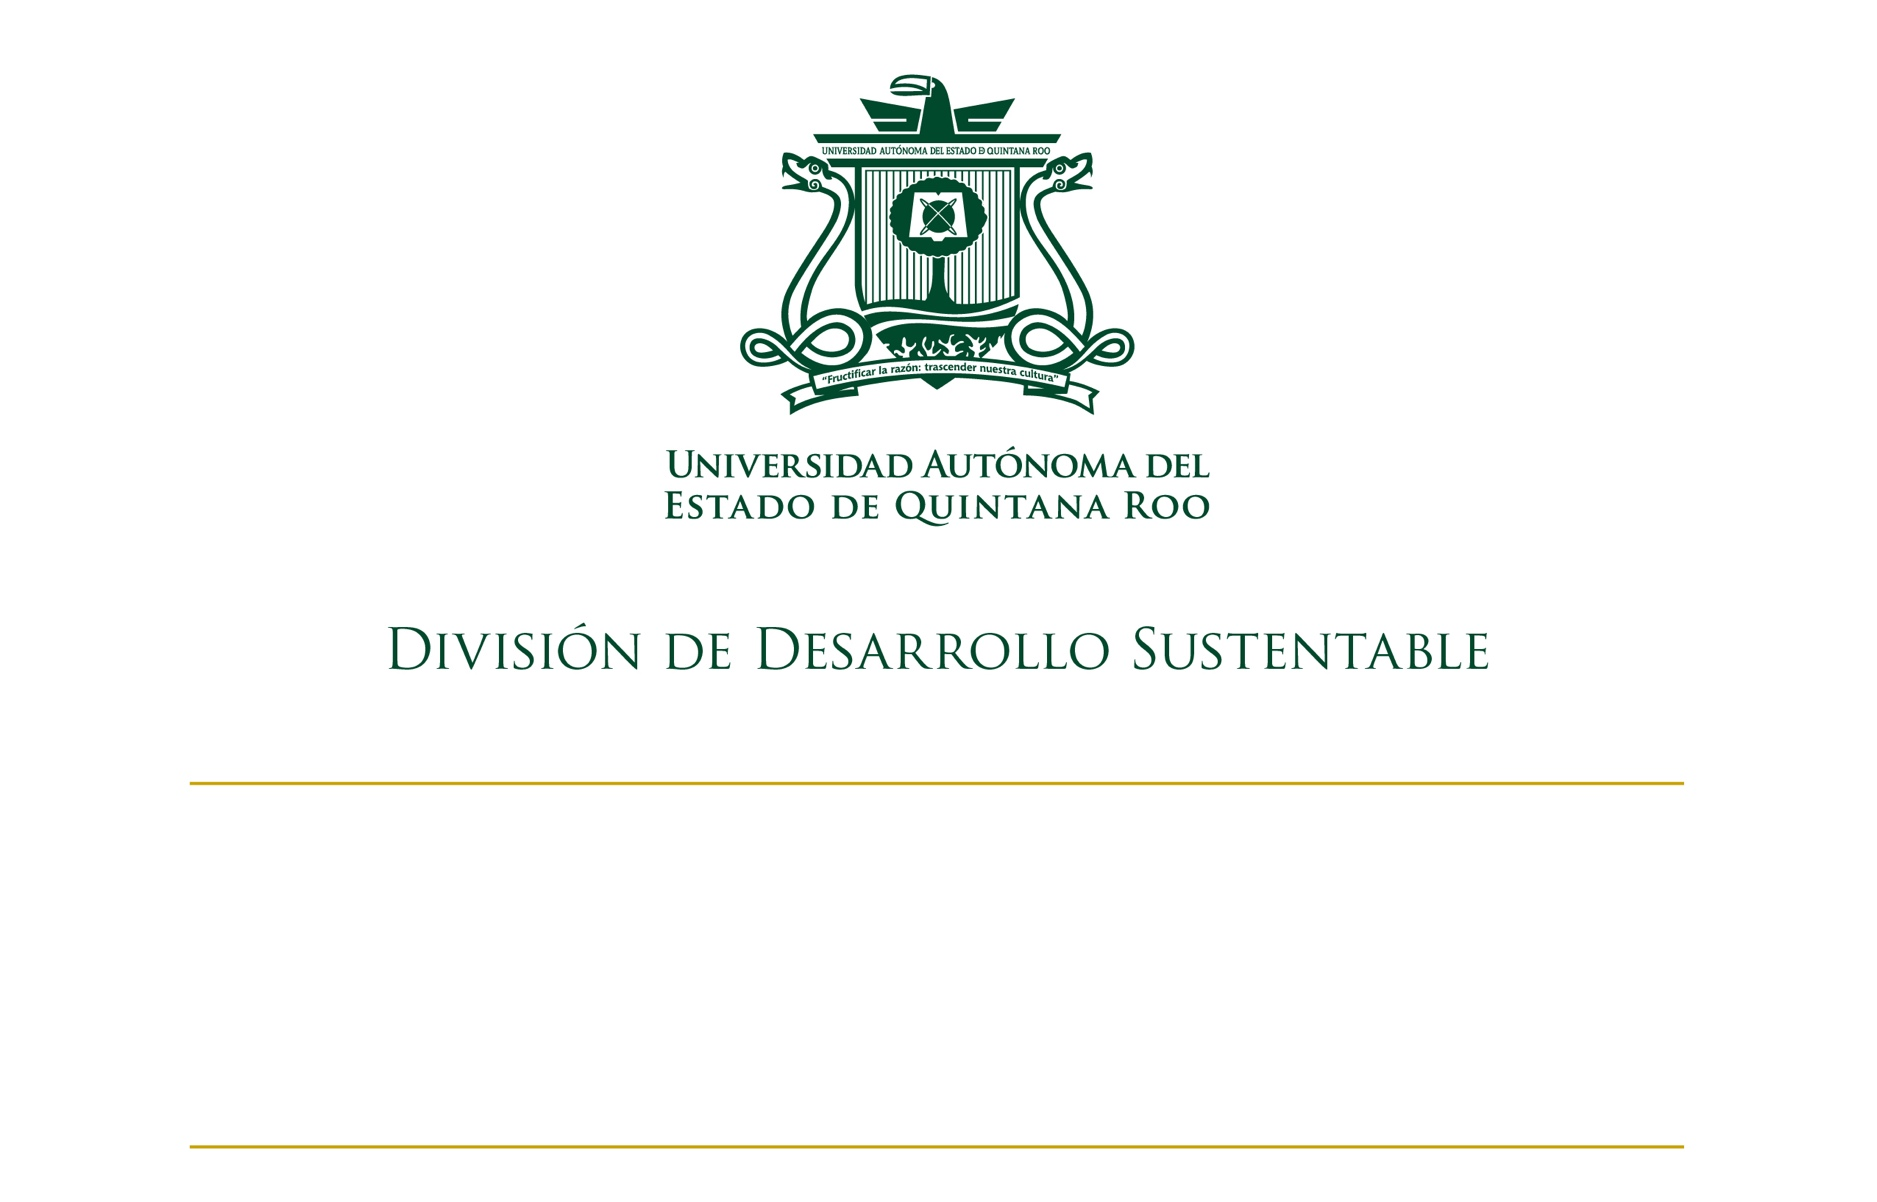 UNIVERSIDAD AUTÓNOMA DEL ESTADO DE QUINTANA ROO
"Fructificar la razón: trascender nuestra cultura"
UNIVERSIDAD AUTÓNOMA DEL
ESTADO DE QUINTANA ROO
DIVISIÓN DE DESARROLLO SUSTENTABLE